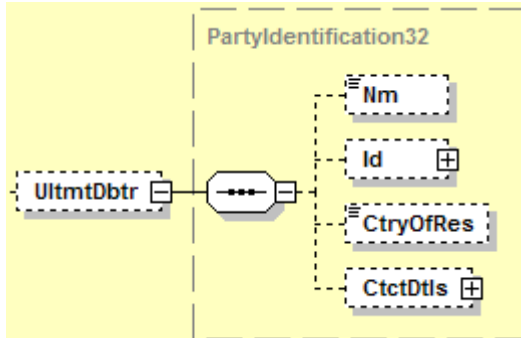 PartyIdentification32
Nm
Id
UltmtDbtr
CtryOfRes
CtctDtls